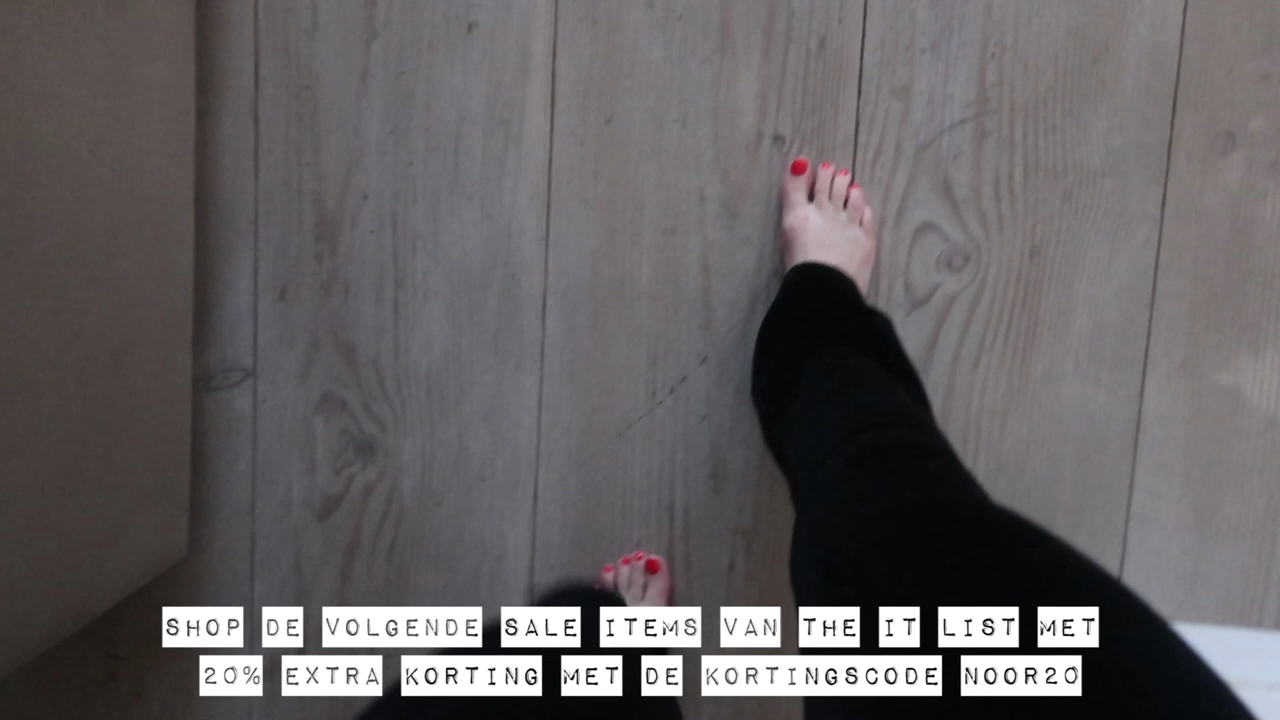 SHOP DE VOLGENDE SALE ITEMS VAN THE IT LIST MET
20% EXTRA KORTING MET DE KORTINGSCODE NOOR20